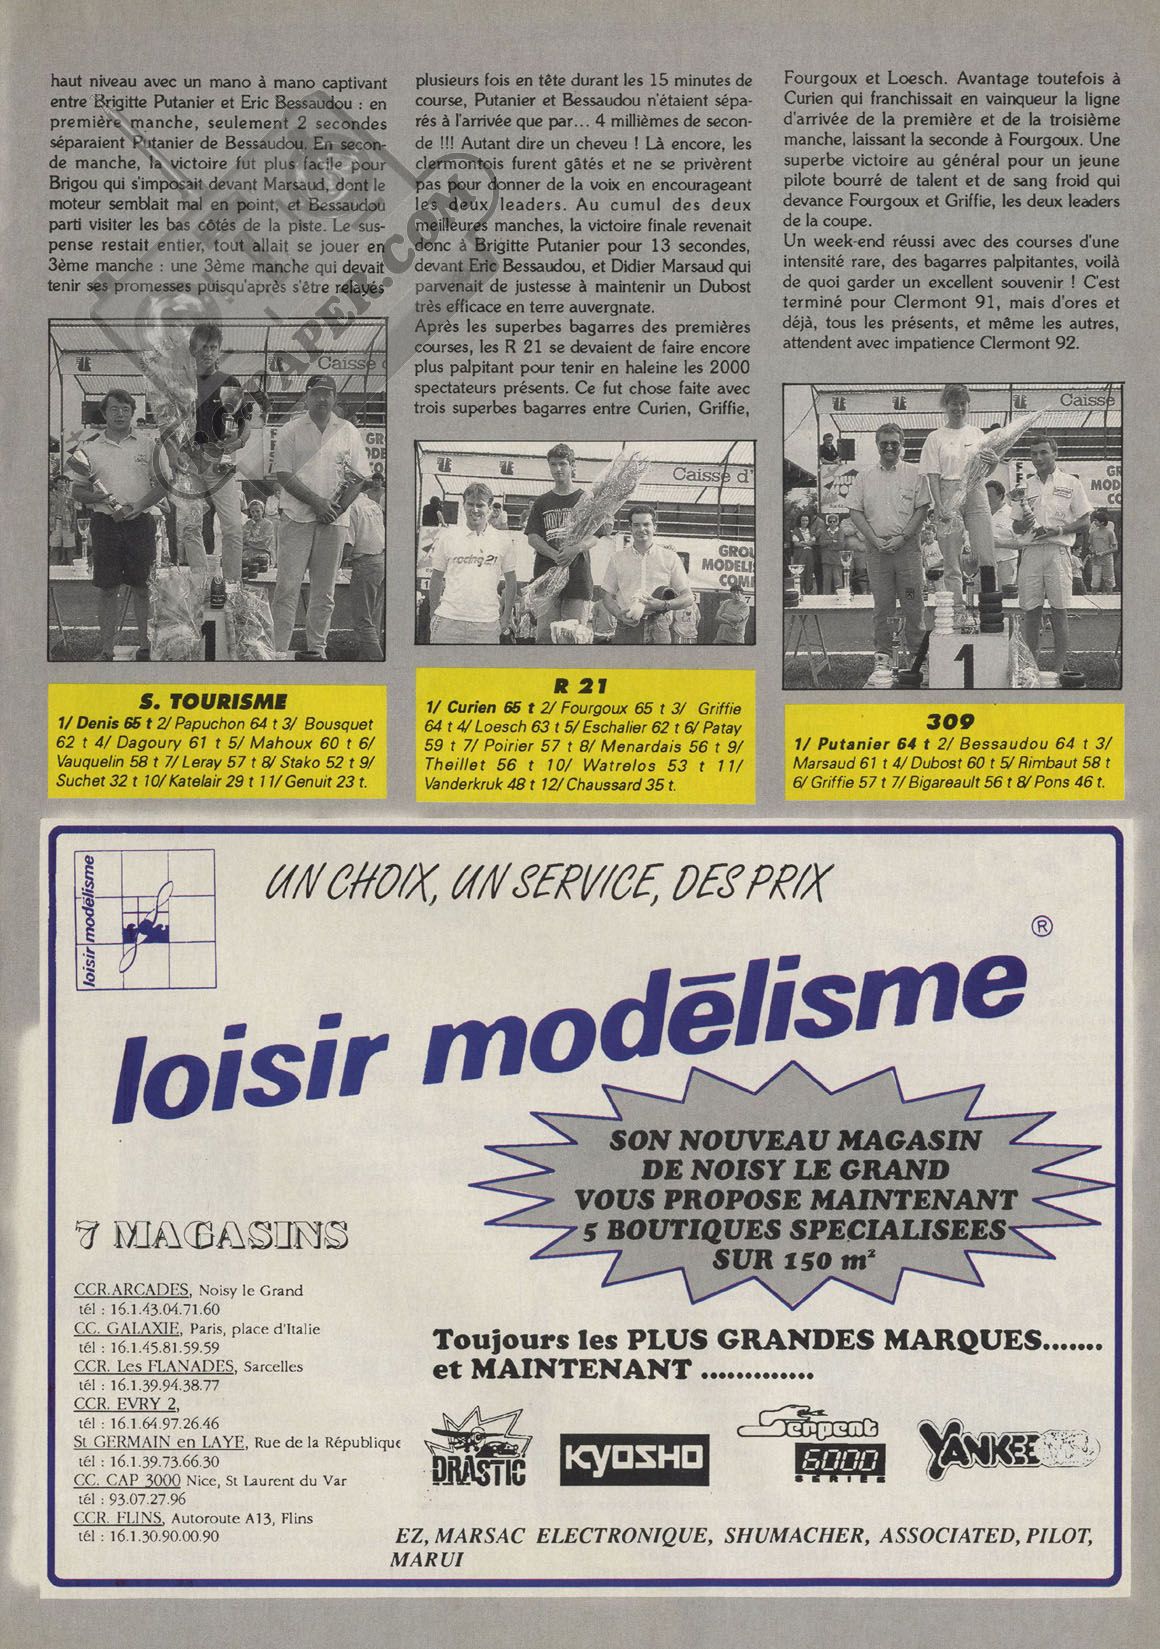 haut niveau avec un mano à mano captivant
entre Brigitte Putanier et Eric Bessaudou : en
première manche, seulement 2 secondes
séparaient Putanier de Bessaudou. En secon-
de manche, la victoire fut plus facile pour
Brigou qui s'imposait devant Marsaud, dont le
moteur semblait mal en point, et Bessaudou
parti visiter les bas côtés de la piste. Le sus-
pense restait entier, tout allait se jouer en
3ème manche : une 3ème manche qui devait
tenir ses promesses puisqu'après s'être relayés
plusieurs fois en tête durant les 15 minutes de
course, Putanier et Bessaudou n'étaient sépa-
rés à l'arrivée que par... 4 millièmes de secon-
de !!! Autant dire un cheveu ! Là encore, les
clermontois furent gâtés et ne se privèrent
pas pour donner de la voix en encourageant
les deux leaders. Au cumul des deux
meilleures manches, la victoire finale revenait
donc à Brigitte Putanier pour 13 secondes,
devant Eric Bessaudou, et Didier Marsaud qui
parvenait de justesse à maintenir un Dubost
très efficace en terre auvergnate.
Après les superbes bagarres des premières
courses, les R 21 se devaient de faire encore
plus palpitant pour tenir en haleine les 2000
spectateurs présents. Ce fut chose faite avec
trois superbes bagarres entre Curien, Griffie,
Fourgoux et Loesch. Avantage toutefois à
Curien qui franchissait en vainqueur la ligne
d'arrivée de la première et de la troisième
manche, laissant la seconde à Fourgoux. Une
superbe victoire au général pour un jeune
pilote bourré de talent et de sang froid qui
devance Fourgoux et Griffie, les deux leaders
de la coupe.
Un week-end réussi avec des courses d'une
intensité rare, des bagarres palpitantes, voilà
de quoi garder un excellent souvenir ! C'est
terminé pour Clermont 91, mais d'ores et
déjà, tous les présents, et même les autres,
attendent avec impatience Clermont 92.
S. TOURISME
1/ Denis 65 t 2/ Papuchon 64 t 3/ Bousquet
62 t 4/ Dagoury 61 t 5/ Mahoux 60 t 6/
Vauquelin 58 t 7/ Leray 57 t 8/ Stako 52 t 9/
Suchet 32 t 10/ Katelair 29 t 11/ Genuit 23 t.
Caisse d'
GROU
MODELIS
COM
R 21
1/ Curien 65 t 2/ Fourgoux 65 t 3/ Griffie
64 t 4/ Loesch 63 t 5/ Eschalier 62 t 6/ Patay
59 t 7/ Poirier 57 t 8/ Menardais 56 t 9/
Theillet 56 t 10/ Watrelos 53 t 11/
Vanderkruk 48 t 12/ Chaussard 35 t.
Caisse
1
309
1/ Putanier 64 t 2/ Bessaudou 64 t 3/
Marsaud 61 t 4/ Dubost 60 t 5/ Rimbaut 58 t
6/ Griffie 57 t 7/ Bigareault 56 t 8/ Pons 46 t.
loisir modélisme
UN CHOIX, UN SERVICE, DES PRIX
®
loisir modélisme
SON NOUVEAU MAGASIN
DE NOISY LE GRAND
VOUS PROPOSE MAINTENANT
5 BOUTIQUES SPECIALISEES
SUR 150 m²
7 MAGASINS
CCR.ARCADES, Noisy le Grand
tél : 16.1.43.04.71.60
CC. GALAXIE, Paris, place d'Italie
tél : 16.1.45.81.59.59
CCR. Les FLANADES, Sarcelles
tél : 16.1.39.94.38.77
CCR. EVRY 2,
tél : 16.1.64.97.26.46
St GERMAIN en LAYE, Rue de la République
tél : 16.1.39.73.66.30
CC. CAP 3000 Nice, St Laurent du Var
tél : 93.07.27.96
CCR. FLINS, Autoroute A13, Flins
tél : 16.1.30.90.00.90
Toujours les PLUS GRANDES MARQUES.......
et MAINTENANT .............
DRASTIC
KYOSHO
Serpent
6000
SERIES
YANKEE
EZ, MARSAC ELECTRONIQUE, SHUMACHER, ASSOCIATED, PILOT,
MARUI